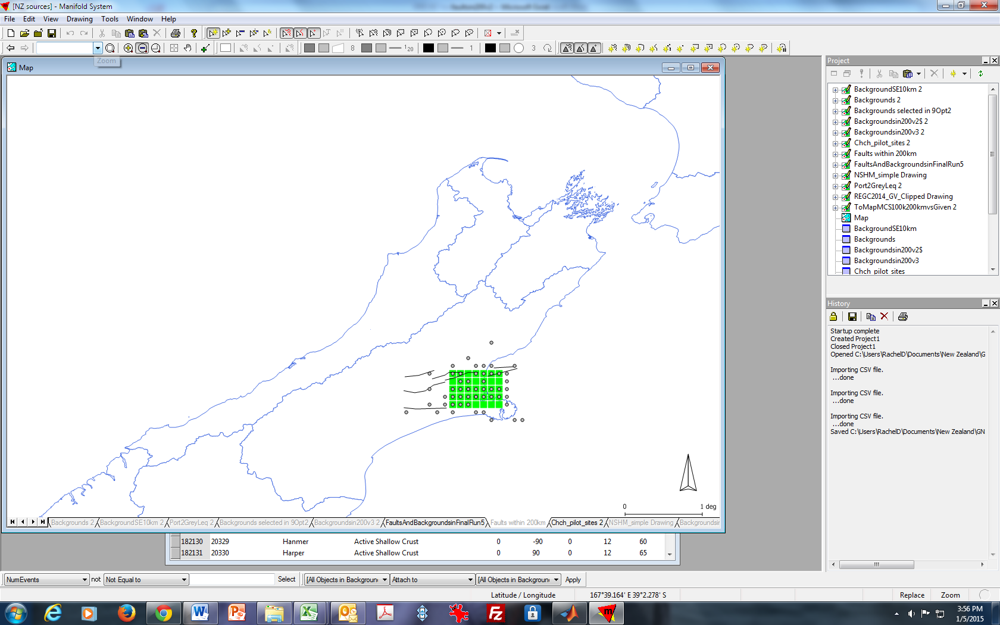 [NZ sources] - Manifold System
File Edit View Drawing Tools Window Help
8 1 20 1 3
Zoom
Map
0 1 deg
Backgrounds 2 BackgroundSE10km 2 Port2GreyLeq 2 Backgrounds selected in 9Opt2 Backgroundsin200v3 2 FaultsAndBackgroundsinFinalRun5 Faults within 200km Chch_pilot_sites 2 NSHM_simple Drawing Backgroundsin
182130 20329 Hanmer Active Shallow Crust 0 -90 0 12 60
182131 20330 Harper Active Shallow Crust 0 90 0 12 65
Project
BackgroundSE10km 2
Backgrounds 2
Backgrounds selected in 9Opt2
Backgroundsin200v2$ 2
Backgroundsin200v3 2
Chch_pilot_sites 2
Faults within 200km
FaultsAndBackgroundsinFinalRun5
NSHM_simple Drawing
Port2GreyLeq 2
REGC2014_GV_Clipped Drawing
ToMapMCS100k200kmvsGiven 2
Map
BackgroundSE10km
Backgrounds
Backgroundsin200v2$
Backgroundsin200v3
Chch_pilot_sites
History
Startup complete
Created Project1
Closed Project1
Opened C:\Users\RachelD\Documents\New Zealand\G
Importing CSV file.
...done
Importing CSV file.
...done
Importing CSV file.
...done
Saved C:\Users\RachelD\Documents\New Zealand\GN
NumEvents not Not Equal to Select [All Objects in Backgroun Attach to [All Objects in Backgroun Apply
Latitude / Longitude 167°39.164' E 39°2.278' S Replace Zoom
3:56 PM
1/5/2015